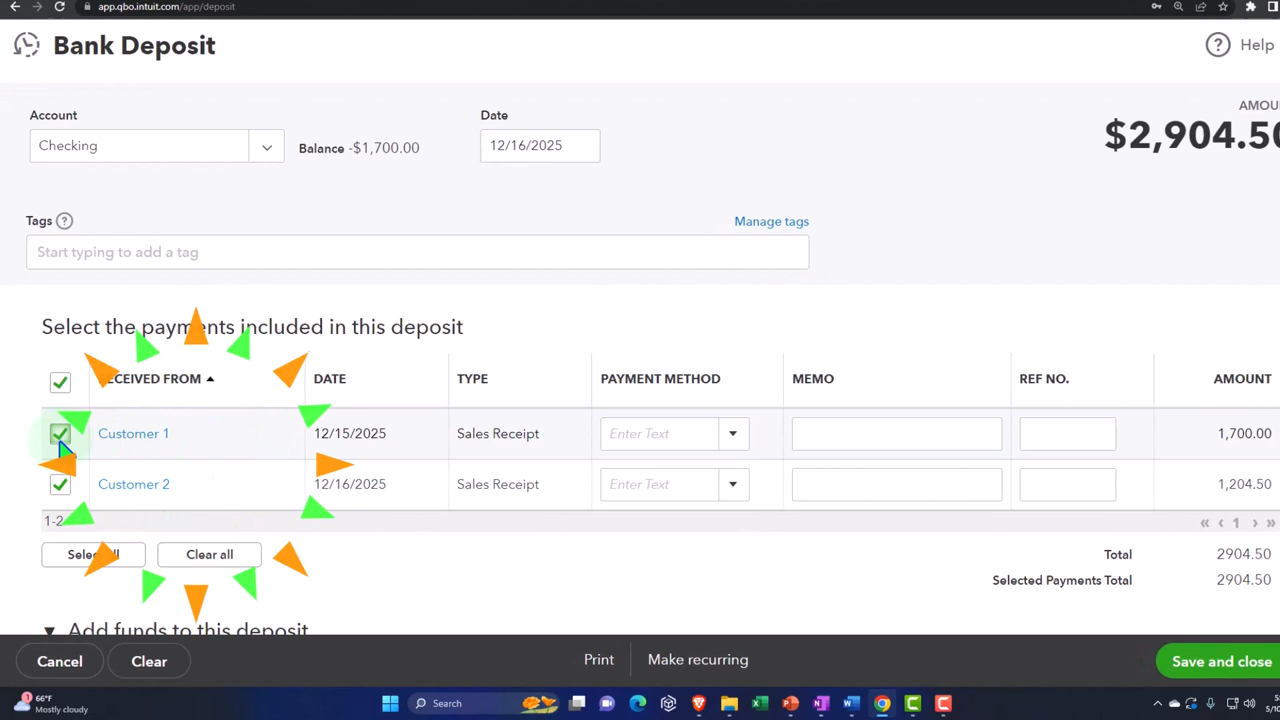 app.qbo.intuit.com/app/deposit
Bank Deposit
? Help
Account
Date
Checking
Balance -$1,700.00
12/16/2025
$2,904.50
Tags ?
Manage tags
Start typing to add a tag
Select the payments included in this deposit
RECEIVED FROM DATE TYPE PAYMENT METHOD MEMO REF NO. AMOUNT
Customer 1 12/15/2025 Sales Receipt Enter Text 1,700.00
Customer 2 12/16/2025 Sales Receipt Enter Text 1,204.50
1-2
« ‹ 1 › »
Select all Clear all
Total 2904.50
Selected Payments Total 2904.50
Add funds to this deposit
Cancel Clear Print Make recurring Save and close
1
66°F
Mostly cloudy
Search